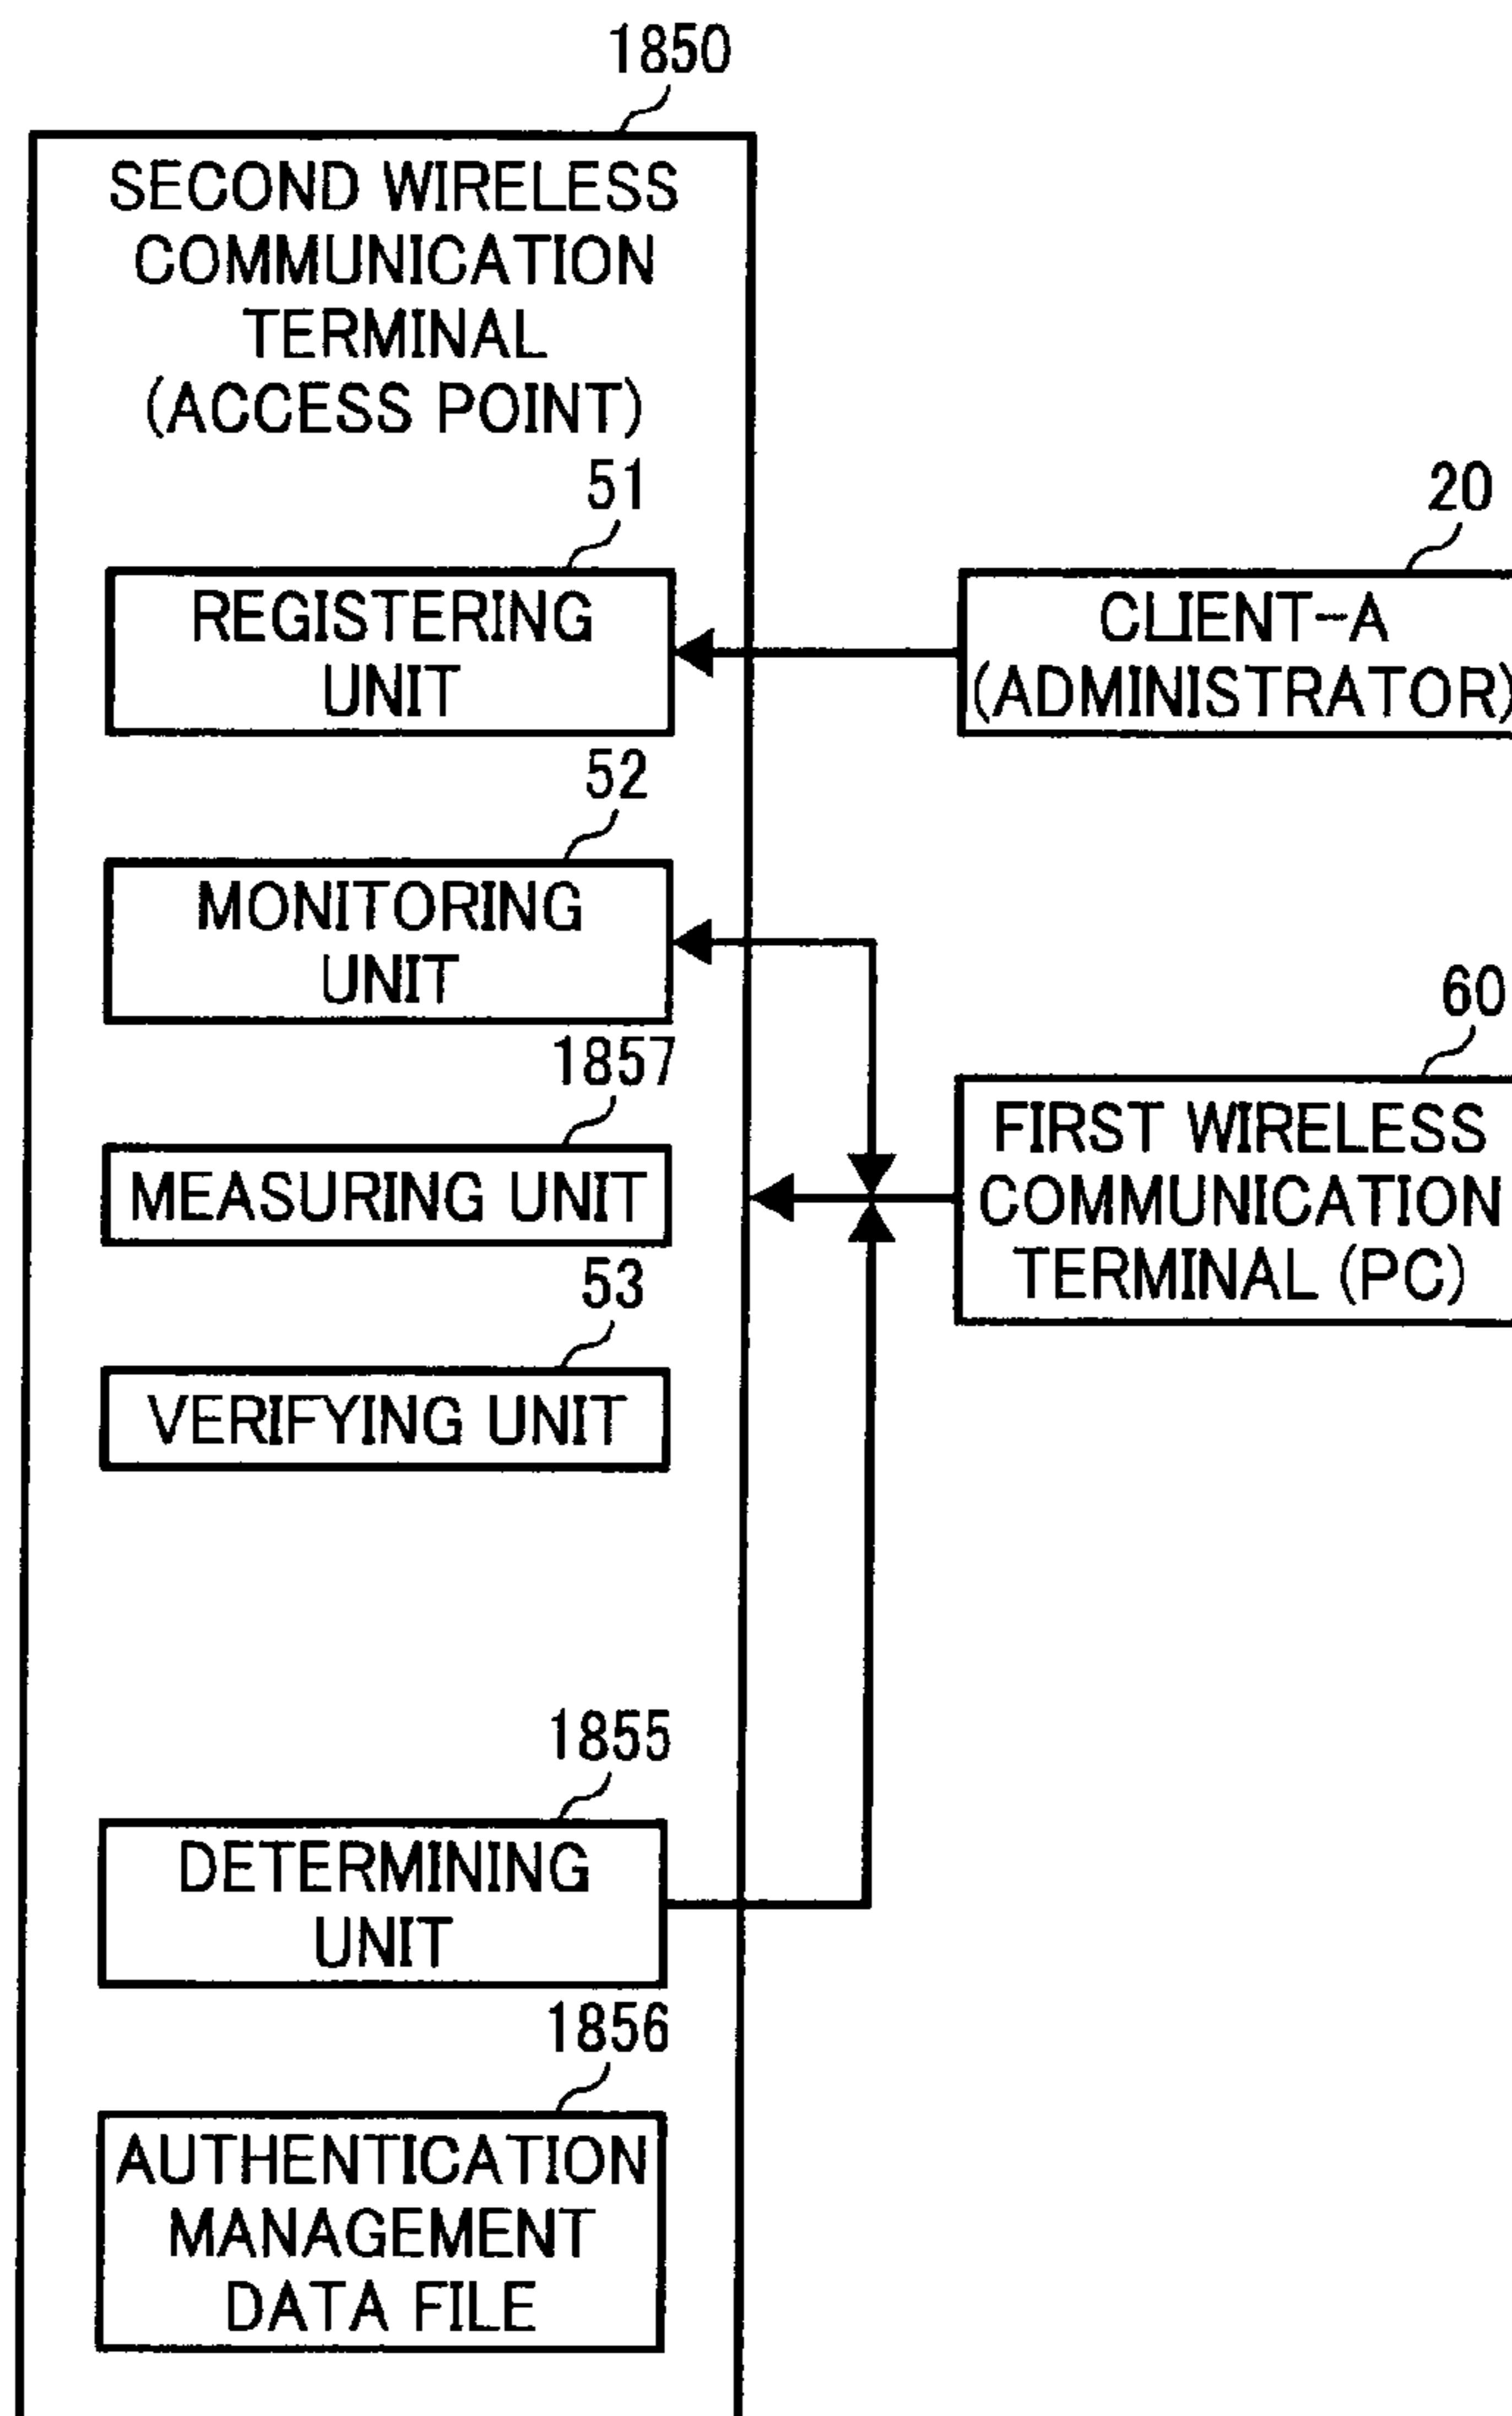 1850
SECOND WIRELESS
COMMUNICATION
TERMINAL
(ACCESS POINT)
51
REGISTERING
UNIT
20
CLIENT-A
(ADMINISTRATOR)
52
MONITORING
UNIT
60
FIRST WIRELESS
COMMUNICATION
TERMINAL (PC)
1857
MEASURING UNIT
53
VERIFYING UNIT
1855
DETERMINING
UNIT
1856
AUTHENTICATION
MANAGEMENT
DATA FILE